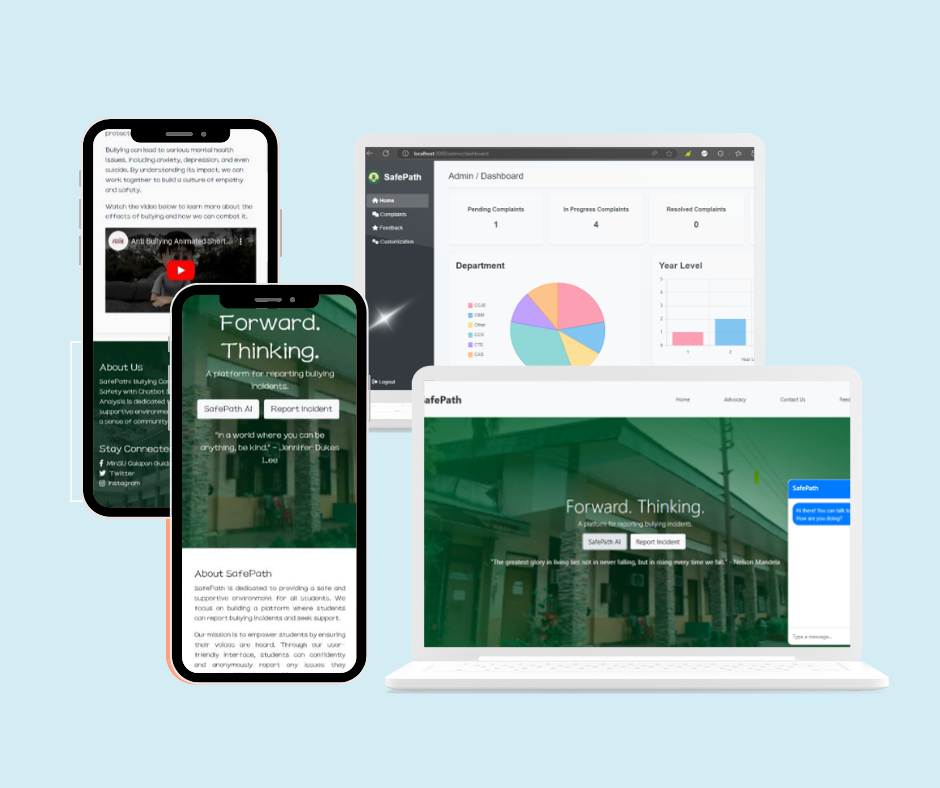 protect
Bullying can lead to serious mental health
issues, including anxiety, depression, and even
suicide. By understanding its impact, we can
work together to build a culture of empathy
and safety.
Watch the video below to learn more about the
effects of bullying and how we can combat it.
Anti Bullying Animated Short...
About Us
SafePath: Bullying
Safety with Chatbot S
Analysis is dedicated
supportive environme
a sense of community
Stay Connecte
MinSU Calapan Guid
Twitter
Instagram
Forward.
Thinking.
A platform for reporting bullying
incidents.
SafePath AI
Report Incident
"In a world where you can be
anything, be kind." - Jennifer Dukes
Lee
About SafePath
SafePath is dedicated to providing a safe and
supportive environment for all students. We
focus on building a platform where students
can report bullying incidents and seek support.
Our mission is to empower students by ensuring
their voices are heard. Through our user-
friendly interface, students can confidently
and anonymously report any issues they
localhost:8000/admin/dashboard
SafePath
Home
Complaints
Feedback
Customization
Logout
Admin / Dashboard
Pending Complaints
1
In Progress Complaints
4
Resolved Complaints
0
Department
CCJE
CBM
Other
CCS
CTE
CAS
Year Level
5
4
3
2
1
0
1
2
Year L
afePath
Home
Advocacy
Contact Us
Feed
Forward. Thinking.
A platform for reporting bullying incidents.
SafePath AI
Report Incident
"The greatest glory in living lies not in never falling, but in rising every time we fall." - Nelson Mandela
SafePath
Hi there! You can talk to
How are you doing?
Type a message...